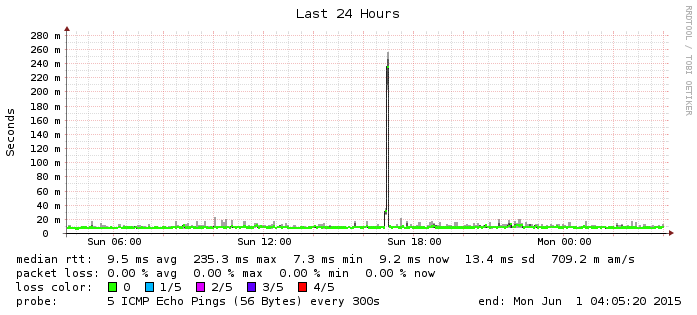 Last 24 Hours
RRDTOOL / TOBI OETIKER
Seconds
280 m
260 m
240 m
220 m
200 m
180 m
160 m
140 m
120 m
100 m
80 m
60 m
40 m
20 m
0
Sun 06:00 Sun 12:00 Sun 18:00 Mon 00:00
median rtt: 9.5 ms avg 235.3 ms max 7.3 ms min 9.2 ms now 13.4 ms sd 709.2 m am/s
packet loss: 0.00 % avg 0.00 % max 0.00 % min 0.00 % now
loss color: 0 1/5 2/5 3/5 4/5
probe: 5 ICMP Echo Pings (56 Bytes) every 300s end: Mon Jun 1 04:05:20 2015